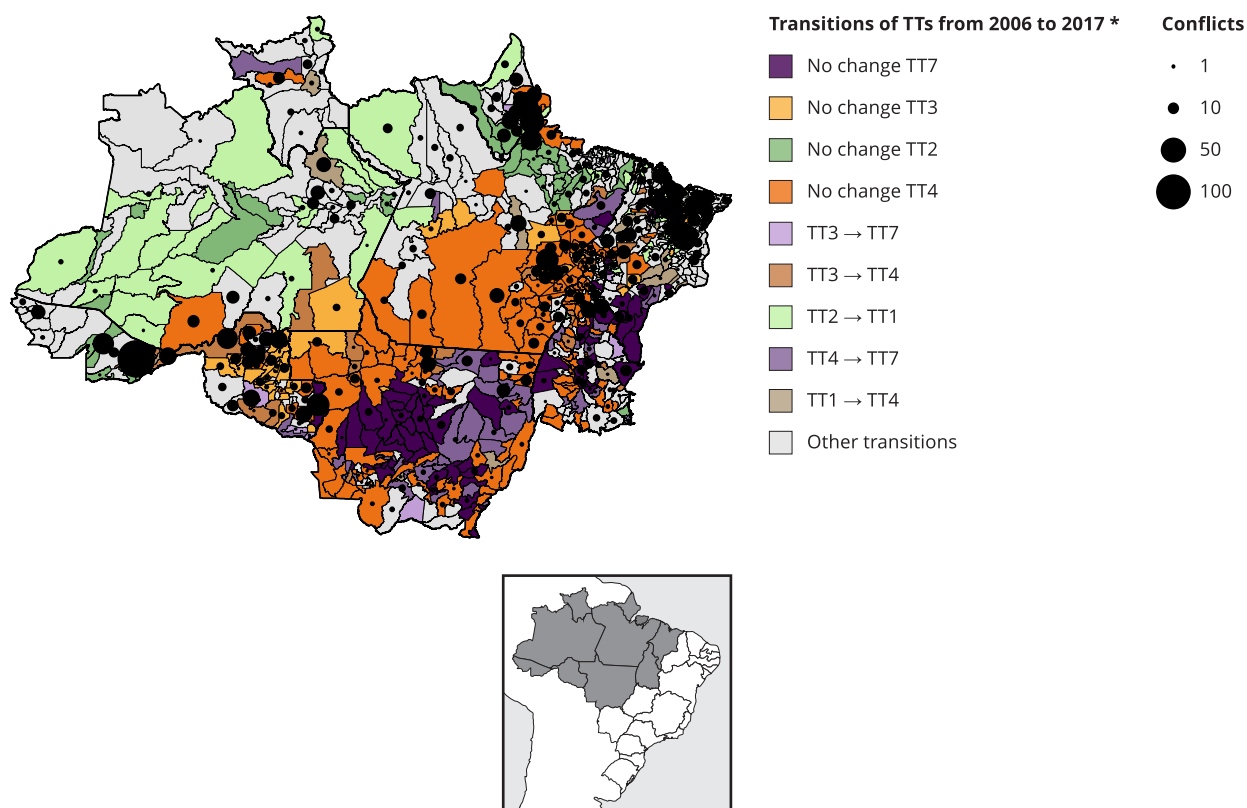 Transitions of TTs from 2006 to 2017 *
No change TT7
No change TT3
No change TT2
No change TT4
TT3 → TT7
TT3 → TT4
TT2 → TT1
TT4 → TT7
TT1 → TT4
Other transitions
Conflicts
1
10
50
100